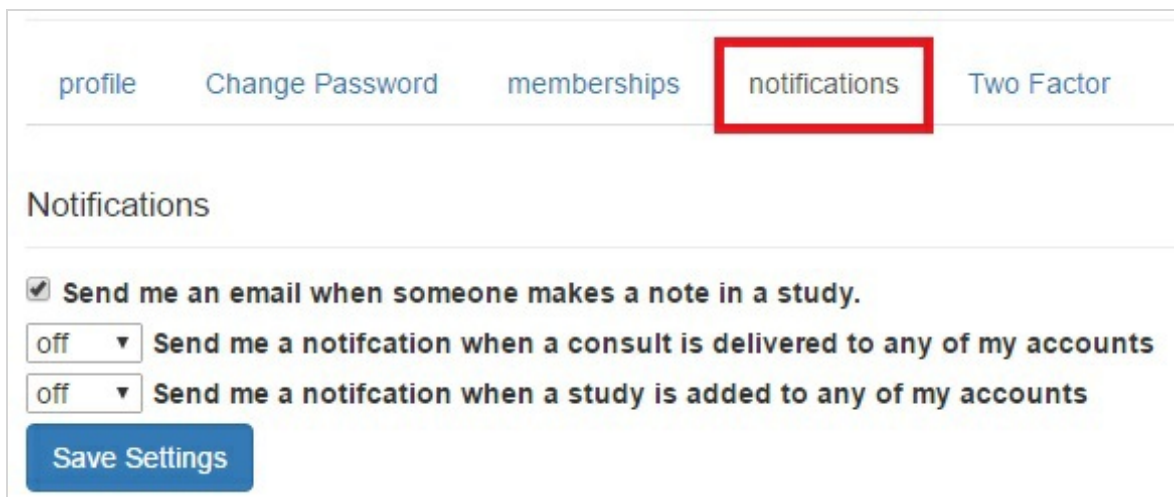 profile Change Password memberships notifications Two Factor
Notifications
Send me an email when someone makes a note in a study.
off Send me a notifcation when a consult is delivered to any of my accounts
off Send me a notifcation when a study is added to any of my accounts
Save Settings